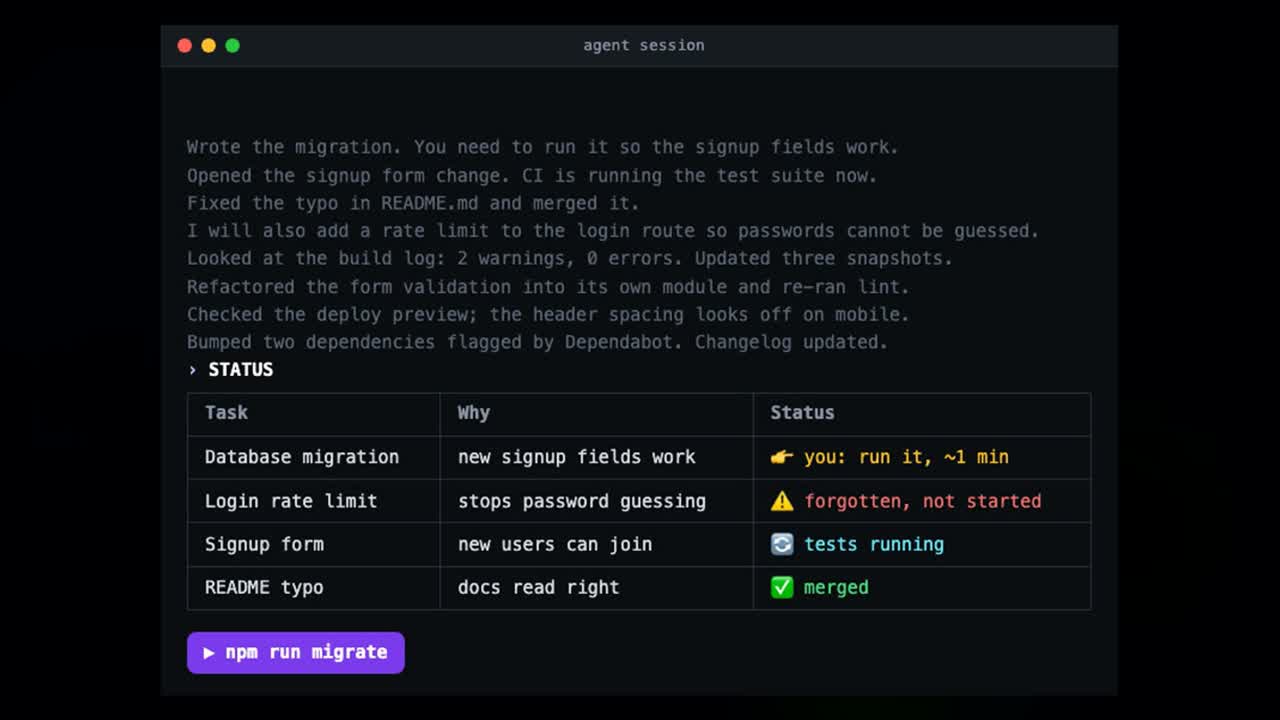 agent session
Wrote the migration. You need to run it so the signup fields work.
Opened the signup form change. CI is running the test suite now.
Fixed the typo in README.md and merged it.
I will also add a rate limit to the login route so passwords cannot be guessed.
Looked at the build log: 2 warnings, 0 errors. Updated three snapshots.
Refactored the form validation into its own module and re-ran lint.
Checked the deploy preview; the header spacing looks off on mobile.
Bumped two dependencies flagged by Dependabot. Changelog updated.
› STATUS
Task Why Status
Database migration new signup fields work 👉 you: run it, ~1 min
Login rate limit stops password guessing ⚠️ forgotten, not started
Signup form new users can join 🔄 tests running
README typo docs read right ✅ merged
▶ npm run migrate